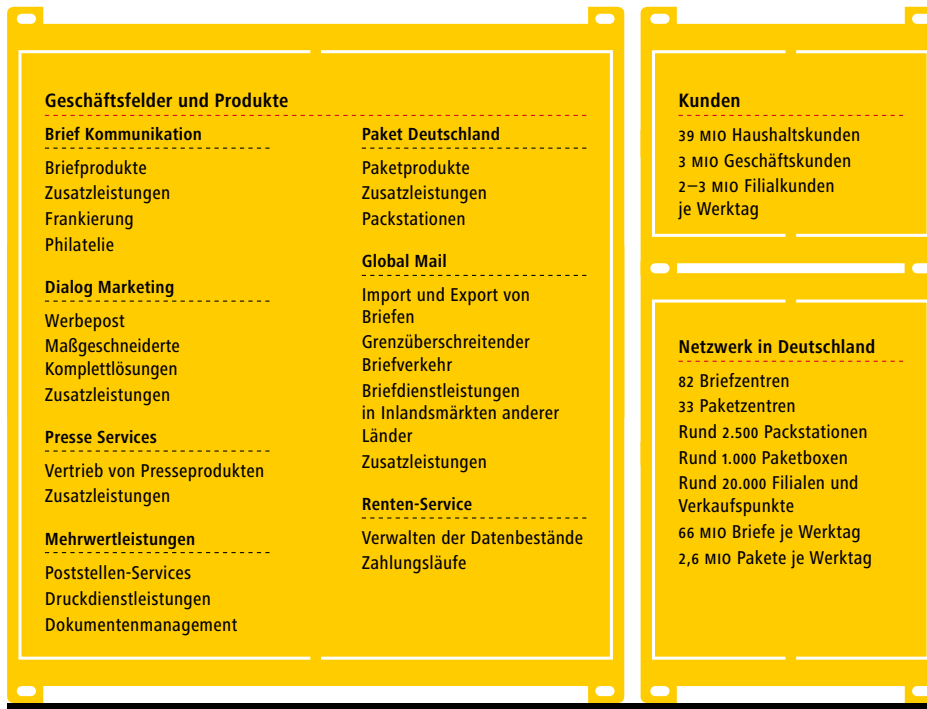 Geschäftsfelder und Produkte
Brief Kommunikation
Briefprodukte
Zusatzleistungen
Frankierung
Philatelie
Dialog Marketing
Werbepost
Maßgeschneiderte
Komplettlösungen
Zusatzleistungen
Presse Services
Vertrieb von Presseprodukten
Zusatzleistungen
Mehrwertleistungen
Poststellen-Services
Druckdienstleistungen
Dokumentenmanagement
Paket Deutschland
Paketprodukte
Zusatzleistungen
Packstationen
Global Mail
Import und Export von
Briefen
Grenzüberschreitender
Briefverkehr
Briefdienstleistungen
in Inlandsmärkten anderer
Länder
Zusatzleistungen
Renten-Service
Verwalten der Datenbestände
Zahlungsläufe
Kunden
39 MIO Haushaltskunden
3 MIO Geschäftskunden
2–3 MIO Filialkunden
je Werktag
Netzwerk in Deutschland
82 Briefzentren
33 Paketzentren
Rund 2.500 Packstationen
Rund 1.000 Paketboxen
Rund 20.000 Filialen und
Verkaufspunkte
66 MIO Briefe je Werktag
2,6 MIO Pakete je Werktag